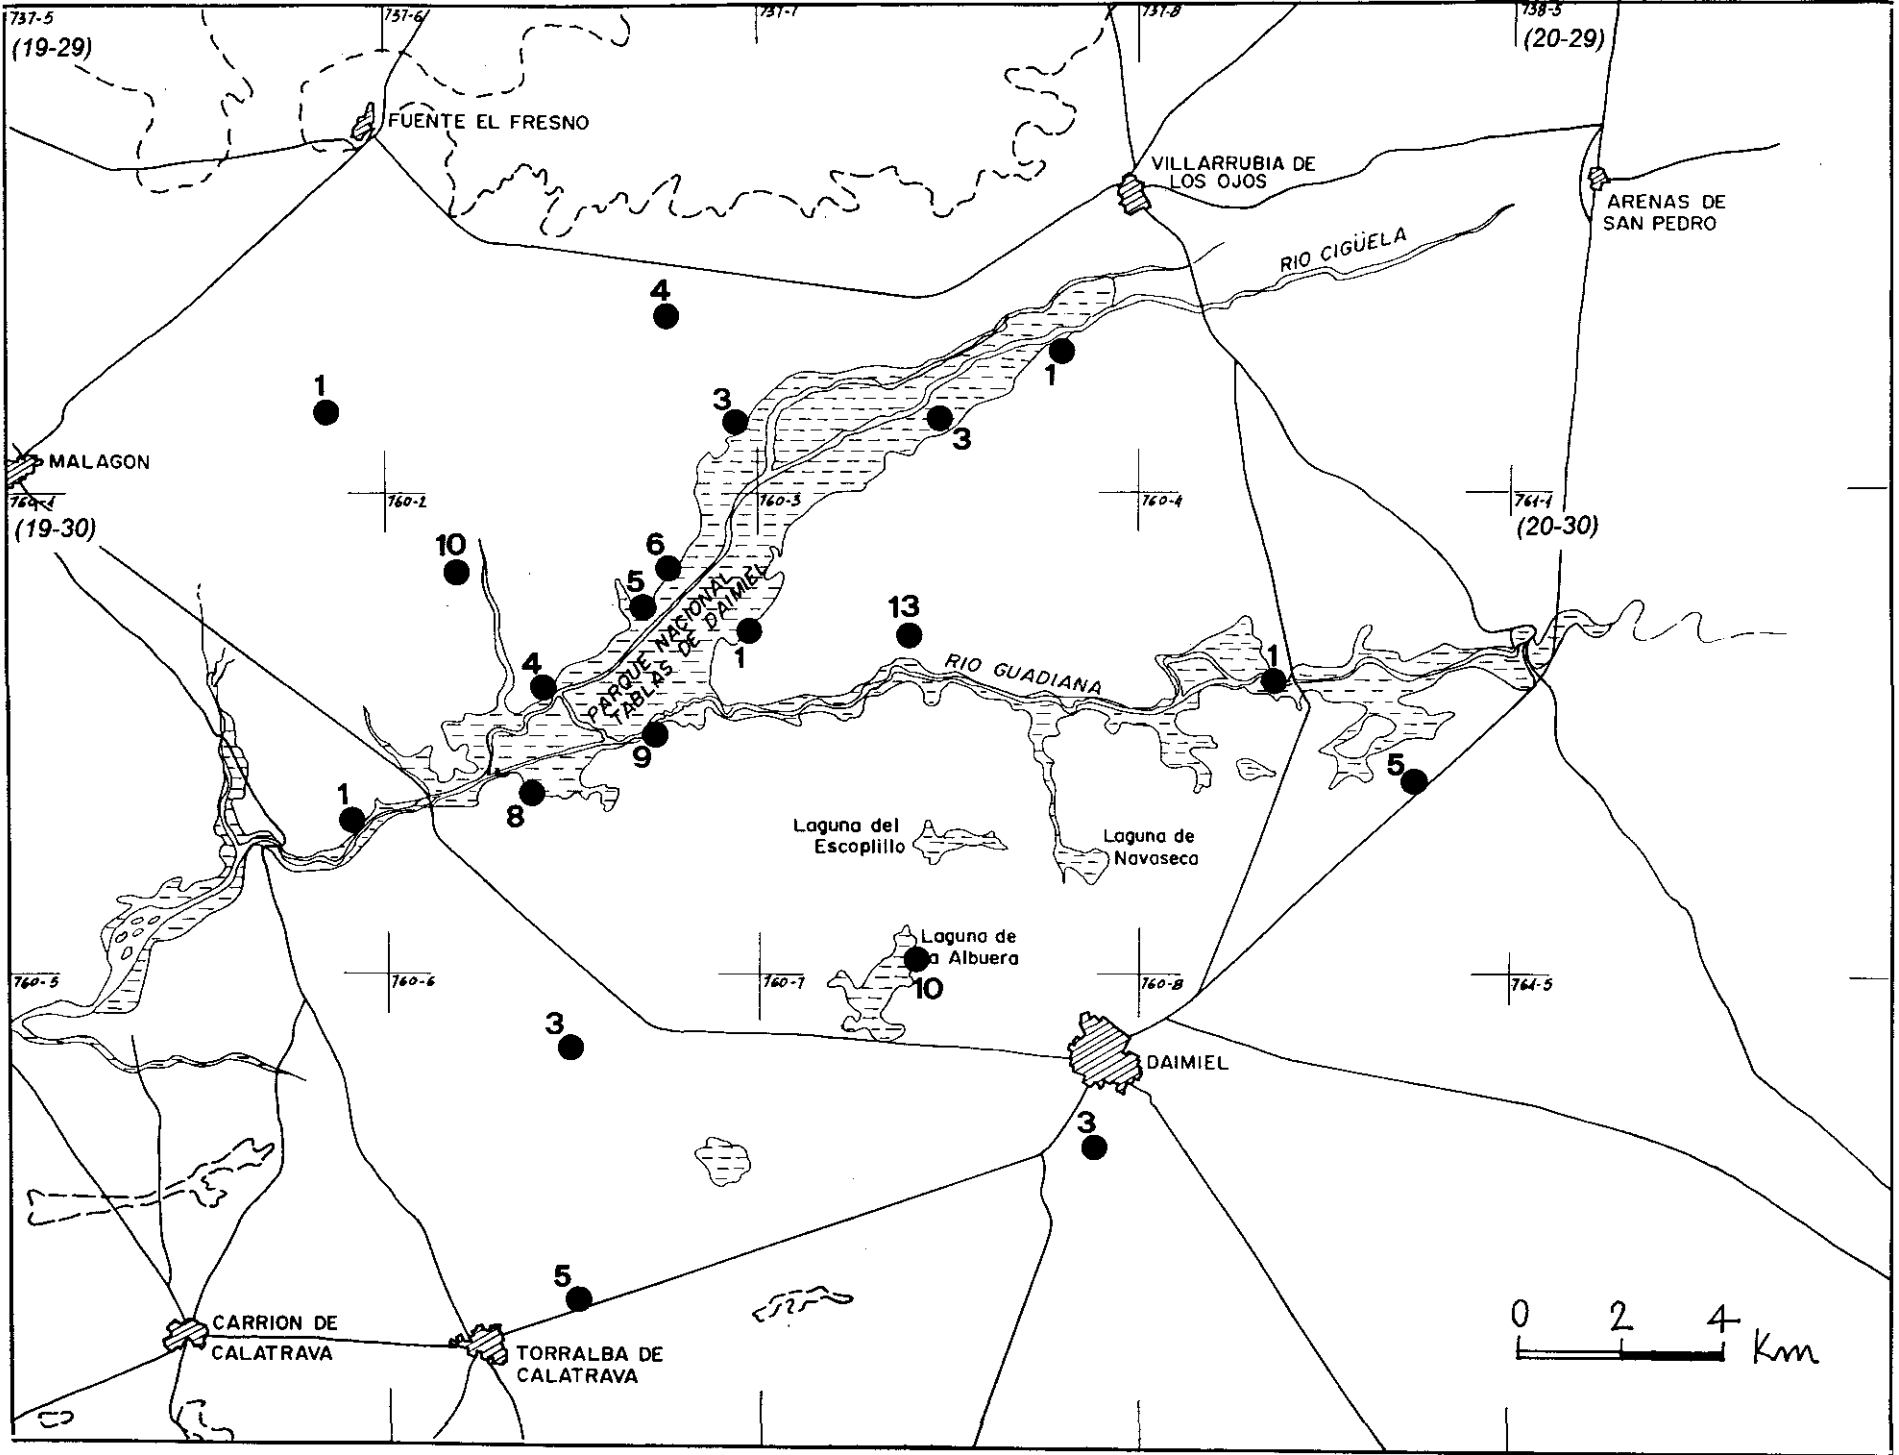 737-5
737-6
737-7
737-8
738-5
(19-29)
(20-29)
FUENTE EL FRESNO
VILLARRUBIA DE
LOS OJOS
ARENAS DE
SAN PEDRO
RIO CIGÜELA
4
1
3
1
3
MALAGON
760-1
760-2
760-3
760-4
761-1
(19-30)
(20-30)
10
6
5
PARQUE NACIONAL
TABLAS DE DAIMIEL
13
1
4
RIO GUADIANA
1
9
5
1
8
Laguna del
Escoplillo
Laguna de
Navaseca
Laguna de
a Albuera
10
760-5
760-6
760-7
760-8
761-5
3
DAIMIEL
3
5
CARRION DE
CALATRAVA
TORRALBA DE
CALATRAVA
0 2 4 Km